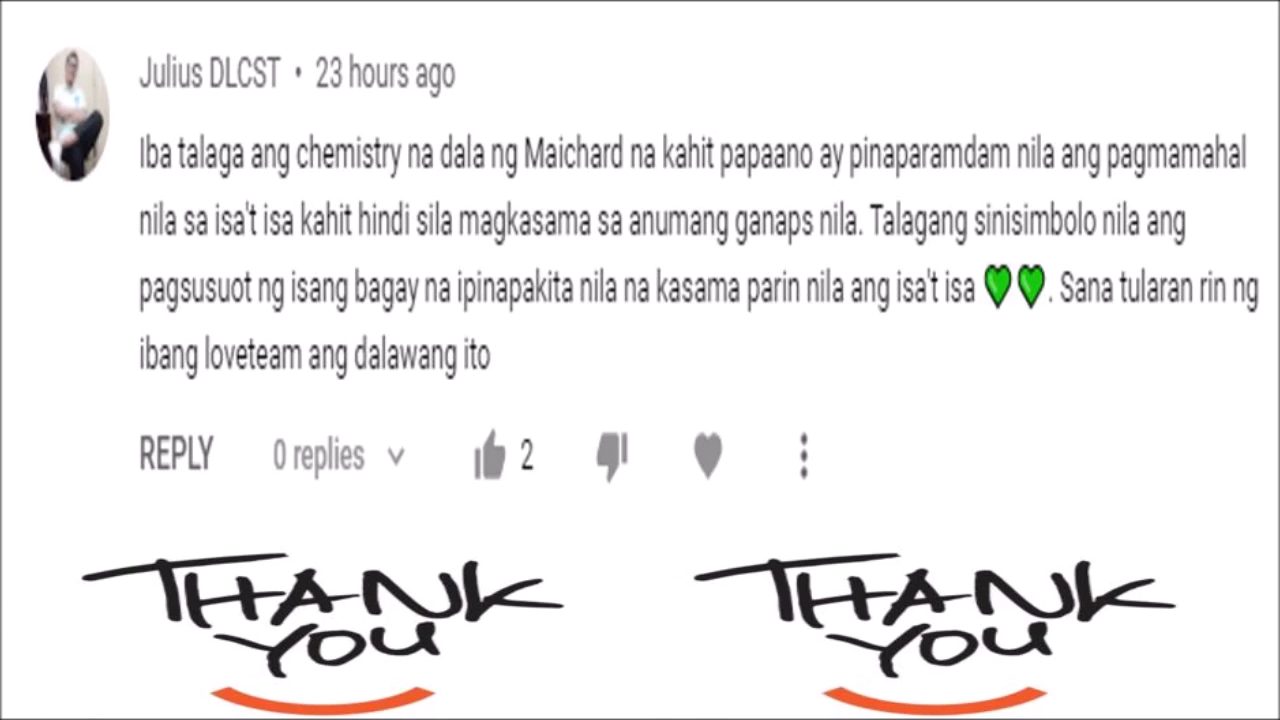 Julius DLCST • 23 hours ago
Iba talaga ang chemistry na dala ng Maichard na kahit papaano ay pinaparamdam nila ang pagmamahal
nila sa isa't isa kahit hindi sila magkasama sa anumang ganaps nila. Talagang sinisimbolo nila ang
pagsusuot ng isang bagay na ipinapakita nila na kasama parin nila ang isa't isa 💚💚. Sana tularan rin ng
ibang loveteam ang dalawang ito
REPLY 0 replies 2
THANK THANK
YOU YOU